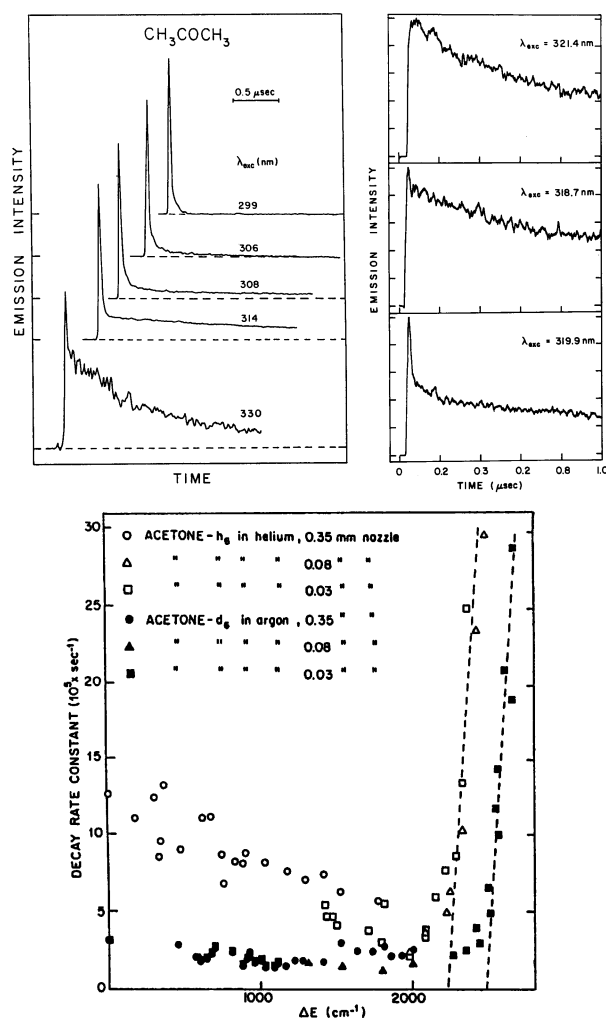 CH₃COCH₃
0.5 μsec
λexc (nm)
299
306
308
314
330
EMISSION INTENSITY
TIME
λexc = 321.4 nm
λexc = 318.7 nm
λexc = 319.9 nm
EMISSION INTENSITY
0 0.2 0.3 0.2 0.8 1.0
TIME (μsec)
○ ACETONE-h₆ in helium, 0.35 mm nozzle
△ " " " " 0.08 " "
□ " " " " 0.03 " "
● ACETONE-d₆ in argon, 0.35 " "
▲ " " " " 0.08 " "
■ " " " " 0.03 " "
DECAY RATE CONSTANT (10⁵ x sec⁻¹)
30
25
20
15
10
5
0
0 1000 2000
ΔE (cm⁻¹)